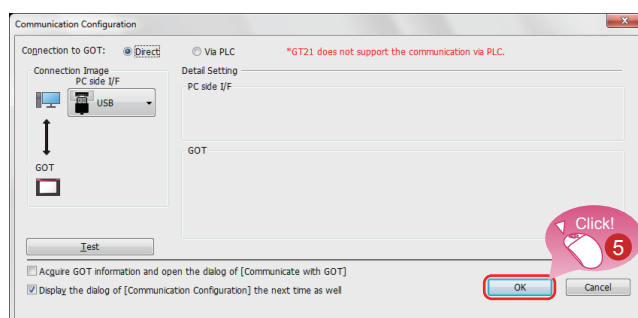 Communication Configuration
Connection to GOT: Direct Via PLC *GT21 does not support the communication via PLC.
Connection Image
PC side I/F
USB
GOT
Detail Setting
PC side I/F
GOT
Test
Click!
5
Acquire GOT information and open the dialog of [Communicate with GOT]
Display the dialog of [Communication Configuration] the next time as well
OK Cancel